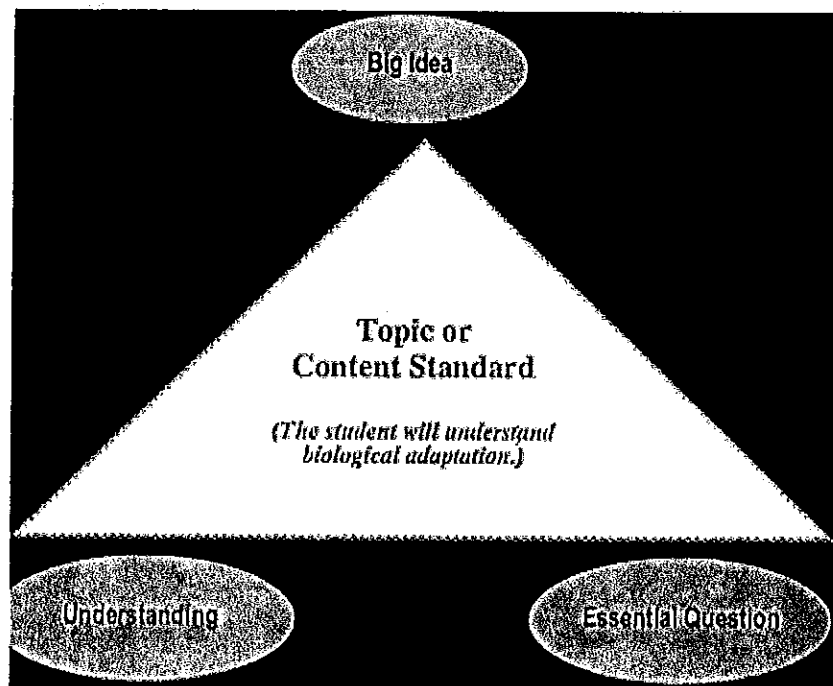 Big Idea
Topic or
Content Standard
(The student will understand
biological adaptation.)
Understanding
Essential Question